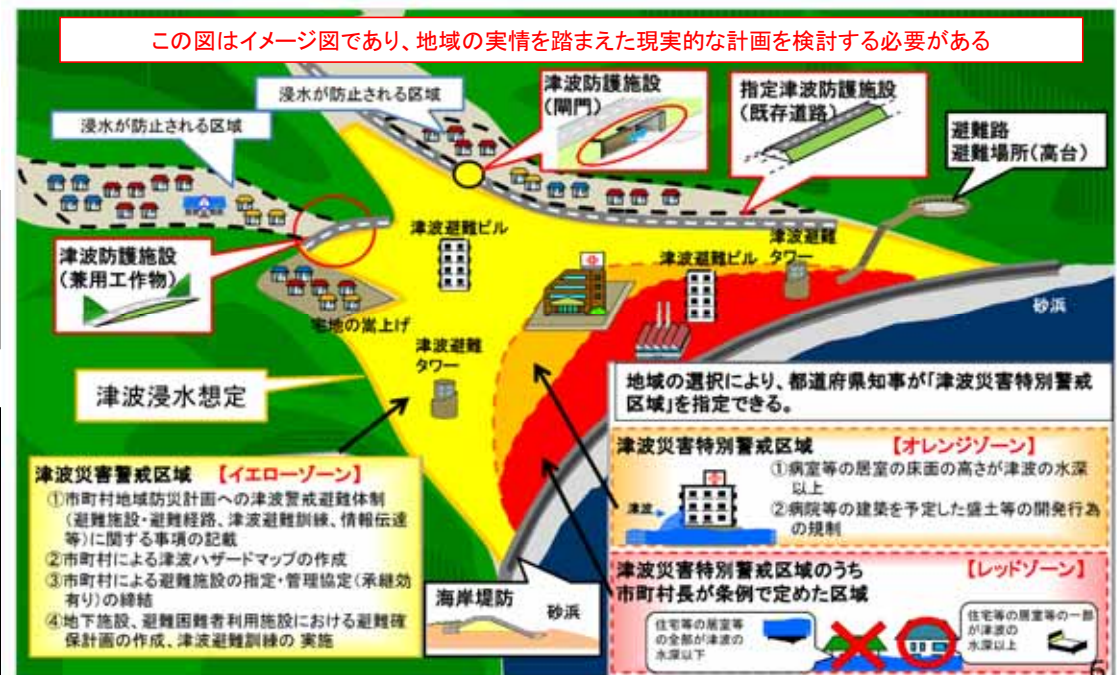 この図はイメージ図であり、地域の実情を踏まえた現実的な計画を検討する必要がある
浸水が防止される区域
浸水が防止される区域
津波防護施設
(閘門)
指定津波防護施設
(既存道路)
避難路
避難場所(高台)
津波防護施設
(兼用工作物)
津波避難ビル
津波避難ビル
津波避難
タワー
宅地の嵩上げ
津波避難
タワー
砂浜
津波浸水想定
地域の選択により、都道府県知事が「津波災害特別警戒
区域」を指定できる。
津波災害警戒区域 【イエローゾーン】
①市町村地域防災計画への津波警戒避難体制
(避難施設・避難経路、津波避難訓練、情報伝達
等)に関する事項の記載
②市町村による津波ハザードマップの作成
③市町村による避難施設の指定・管理協定(承継効
有り)の締結
④地下施設、避難困難者利用施設における避難確
保計画の作成、津波避難訓練の 実施
海岸堤防
砂浜
津波災害特別警戒区域 【オレンジゾーン】
①病室等の居室の床面の高さが津波の水深
以上
②病院等の建築を予定した盛土等の開発行為
の規制
津波
津波災害特別警戒区域のうち 【レッドゾーン】
市町村長が条例で定めた区域
住宅等の居室等
の全部が津波の
水深以下
住宅等の居室等の一部
が津波の
水深以上
5